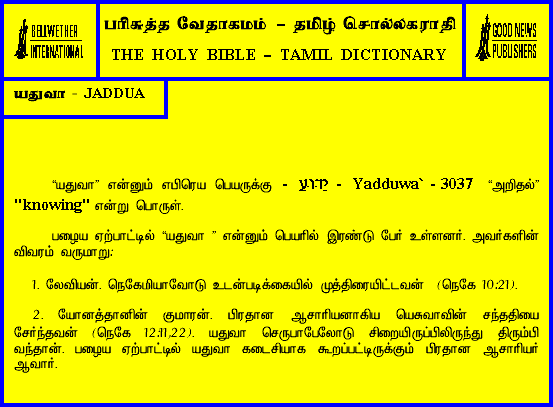 BELLWETHER
INTERNATIONAL
பரிசுத்த வேதாகமம் – தமிழ் சொல்லகராதி
THE HOLY BIBLE – TAMIL DICTIONARY
GOOD NEWS
PUBLISHERS
யதுவா - JADDUA
“யதுவா” என்னும் எபிரெய பெயருக்கு - - Yadduwa` - 3037 “அறிதல்”
"knowing" என்று பொருள்.
பழைய ஏற்பாட்டில் “யதுவா ” என்னும் பெயரில் இரண்டு பேர் உள்ளனர். அவர்களின்
விவரம் வருமாறு:
1. லேவியன். நெகேமியாவோடு உடன்படிக்கையில் முத்திரையிட்டவன் (நெகே 10:21).
2. யோனத்தானின் குமாரன். பிரதான ஆசாரியனாகிய யெசுவாவின் சந்ததியை
சேர்ந்தவன் (நெகே 12:11,22). யதுவா செருபாபேலோடு சிறையிருப்பிலிருந்து திரும்பி
வந்தான். பழைய ஏற்பாட்டில் யதுவா கடைசியாக கூறப்பட்டிருக்கும் பிரதான ஆசாரியர்
ஆவார்.